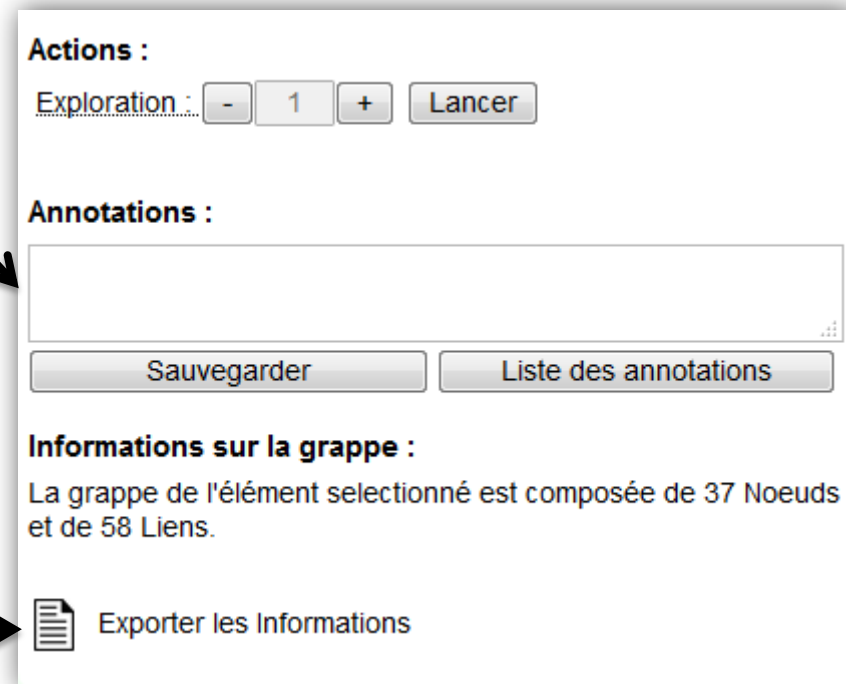 Actions :
Exploration : - 1 + Lancer
Annotations :
Sauvegarder Liste des annotations
Informations sur la grappe :
La grappe de l'élément selectionné est composée de 37 Noeuds
et de 58 Liens.
Exporter les Informations